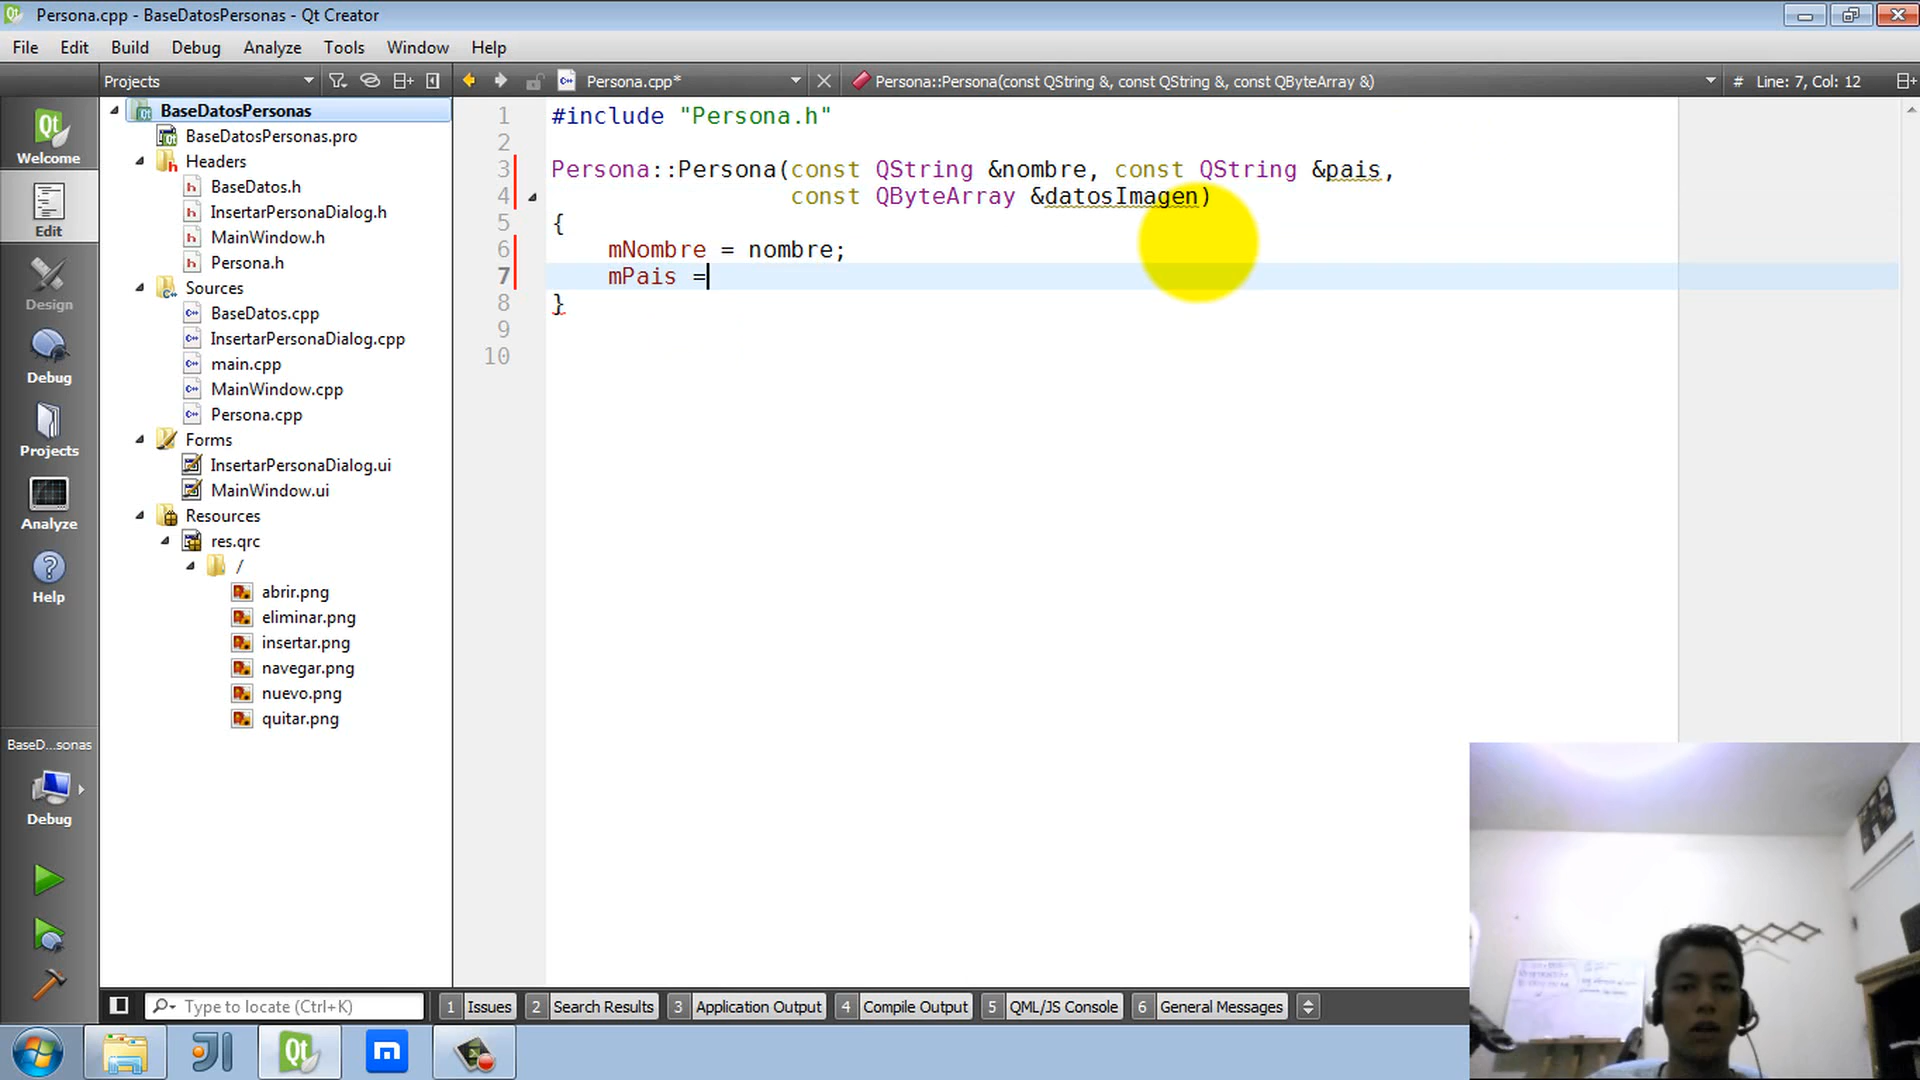 Persona.cpp - BaseDatosPersonas - Qt Creator
File Edit Build Debug Analyze Tools Window Help
Projects
Persona.cpp*
Persona::Persona(const QString &, const QString &, const QByteArray &)
# Line: 7, Col: 12
Welcome
Edit
Design
Debug
Projects
Analyze
Help
BaseD...sonas
Debug
BaseDatosPersonas
BaseDatosPersonas.pro
Headers
BaseDatos.h
InsertarPersonaDialog.h
MainWindow.h
Persona.h
Sources
BaseDatos.cpp
InsertarPersonaDialog.cpp
main.cpp
MainWindow.cpp
Persona.cpp
Forms
InsertarPersonaDialog.ui
MainWindow.ui
Resources
res.qrc
/
abrir.png
eliminar.png
insertar.png
navegar.png
nuevo.png
quitar.png
1 #include "Persona.h"
2
3 Persona::Persona(const QString &nombre, const QString &pais,
4 const QByteArray &datosImagen)
5 {
6 mNombre = nombre;
7 mPais =
8 }
9
10
Type to locate (Ctrl+K)
1 Issues 2 Search Results 3 Application Output 4 Compile Output 5 QML/JS Console 6 General Messages